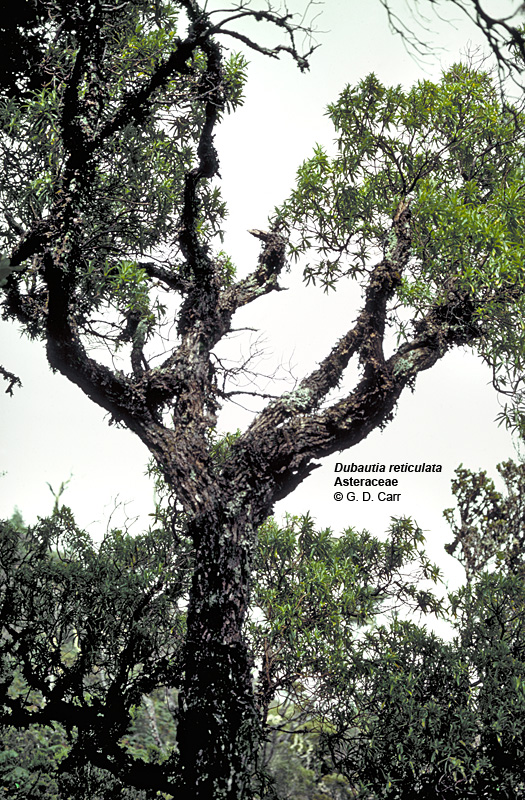 Dubautia reticulata
Asteraceae
© G. D. Carr